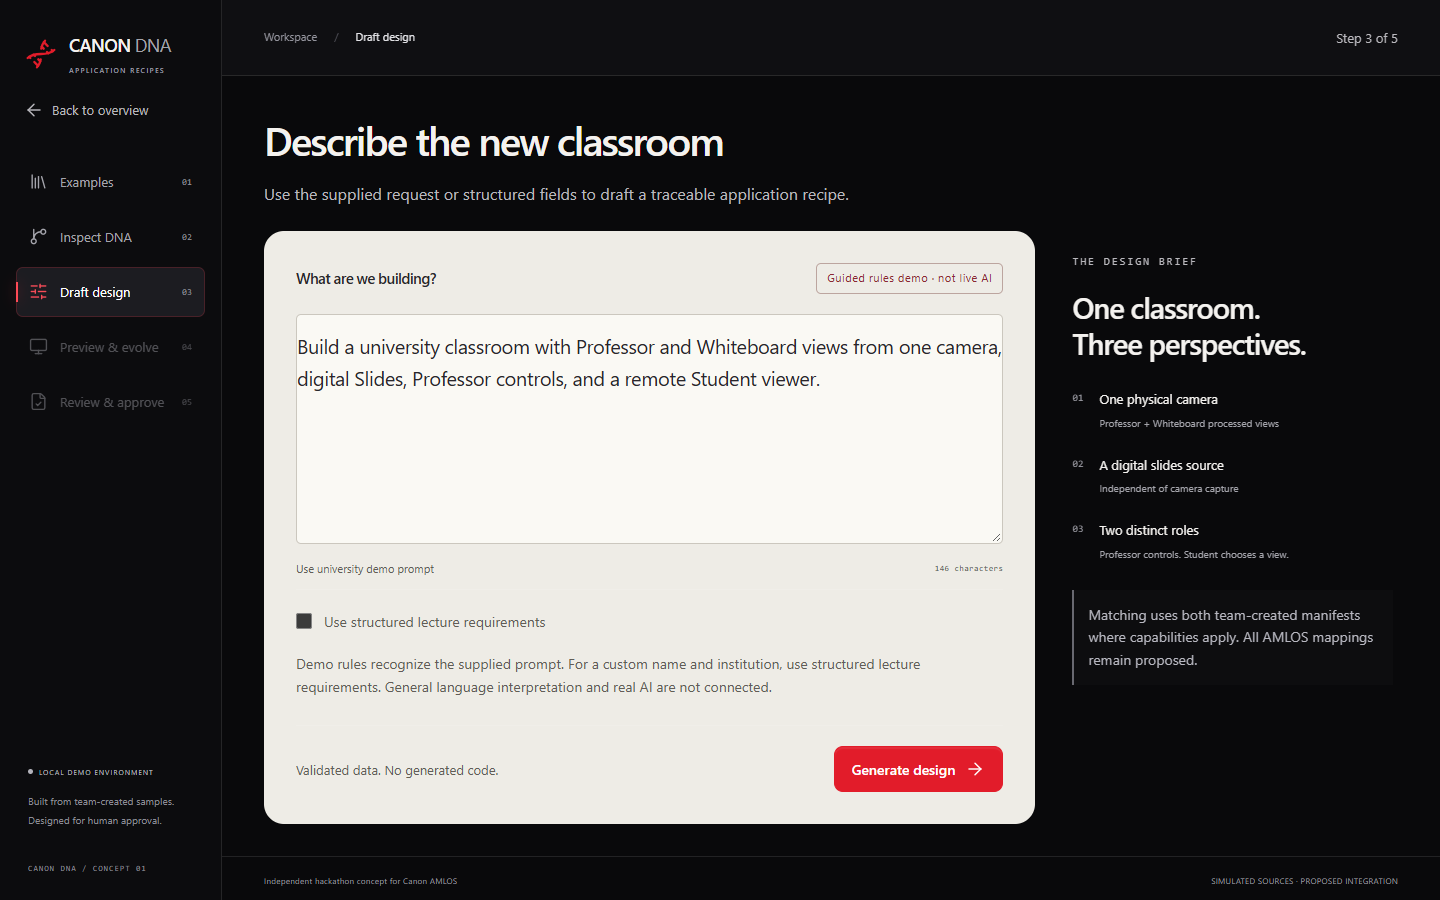 CANON DNA
APPLICATION RECIPES
Back to overview
Examples 01
Inspect DNA 02
Draft design 03
Preview & evolve 04
Review & approve 05
LOCAL DEMO ENVIRONMENT
Built from team-created samples.
Designed for human approval.
CANON DNA / CONCEPT 01
Workspace / Draft design
Step 3 of 5
Describe the new classroom
Use the supplied request or structured fields to draft a traceable application recipe.
What are we building?
Guided rules demo · not live AI
Build a university classroom with Professor and Whiteboard views from one camera,
digital Slides, Professor controls, and a remote Student viewer.
Use university demo prompt
146 characters
Use structured lecture requirements
Demo rules recognize the supplied prompt. For a custom name and institution, use structured lecture
requirements. General language interpretation and real AI are not connected.
Validated data. No generated code.
Generate design
THE DESIGN BRIEF
One classroom.
Three perspectives.
01 One physical camera
Professor + Whiteboard processed views
02 A digital slides source
Independent of camera capture
03 Two distinct roles
Professor controls. Student chooses a view.
Matching uses both team-created manifests
where capabilities apply. All AMLOS mappings
remain proposed.
Independent hackathon concept for Canon AMLOS
SIMULATED SOURCES · PROPOSED INTEGRATION